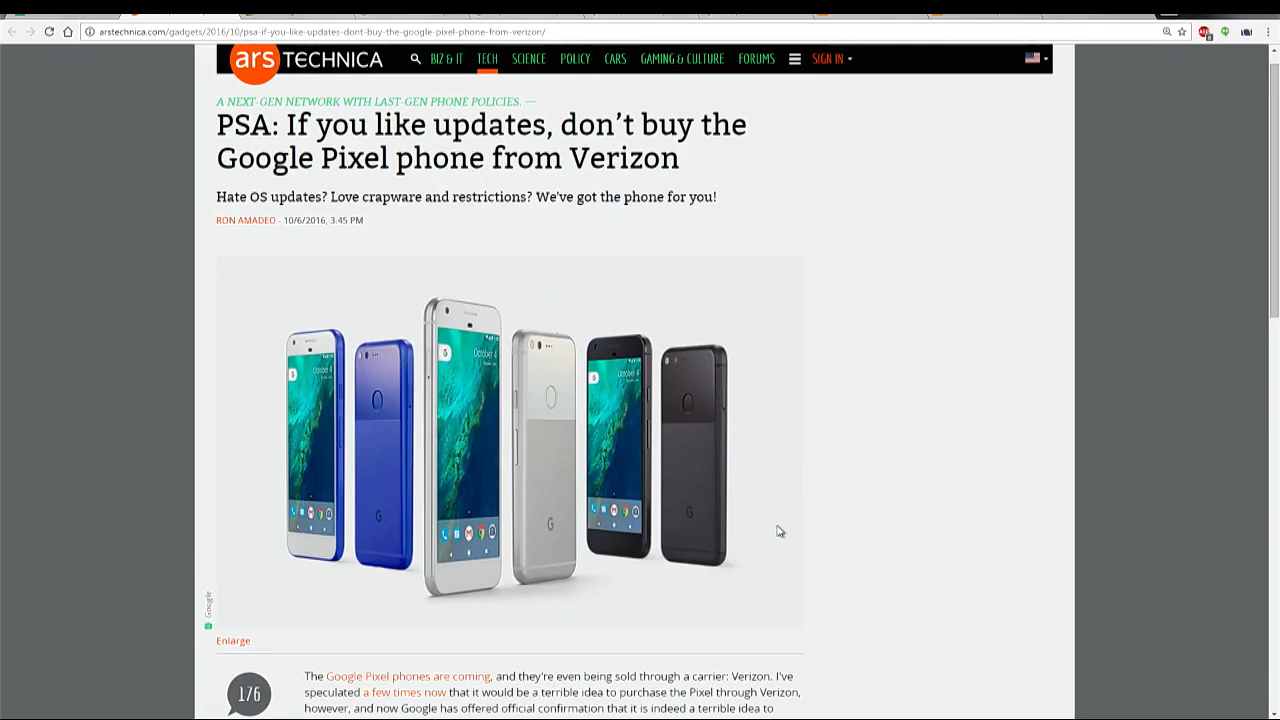 arstechnica.com/gadgets/2016/10/psa-if-you-like-updates-dont-buy-the-google-pixel-phone-from-verizon/
ars TECHNICA BIZ & IT TECH SCIENCE POLICY CARS GAMING & CULTURE FORUMS SIGN IN
A NEXT-GEN NETWORK WITH LAST-GEN PHONE POLICIES. —
PSA: If you like updates, don’t buy the
Google Pixel phone from Verizon
Hate OS updates? Love crapware and restrictions? We've got the phone for you!
RON AMADEO - 10/6/2016, 3:45 PM
October 4
October 4
October 4
G
G
G
Google
Enlarge
176
The Google Pixel phones are coming, and they're even being sold through a carrier: Verizon. I've
speculated a few times now that it would be a terrible idea to purchase the Pixel through Verizon,
however, and now Google has offered official confirmation that it is indeed a terrible idea to